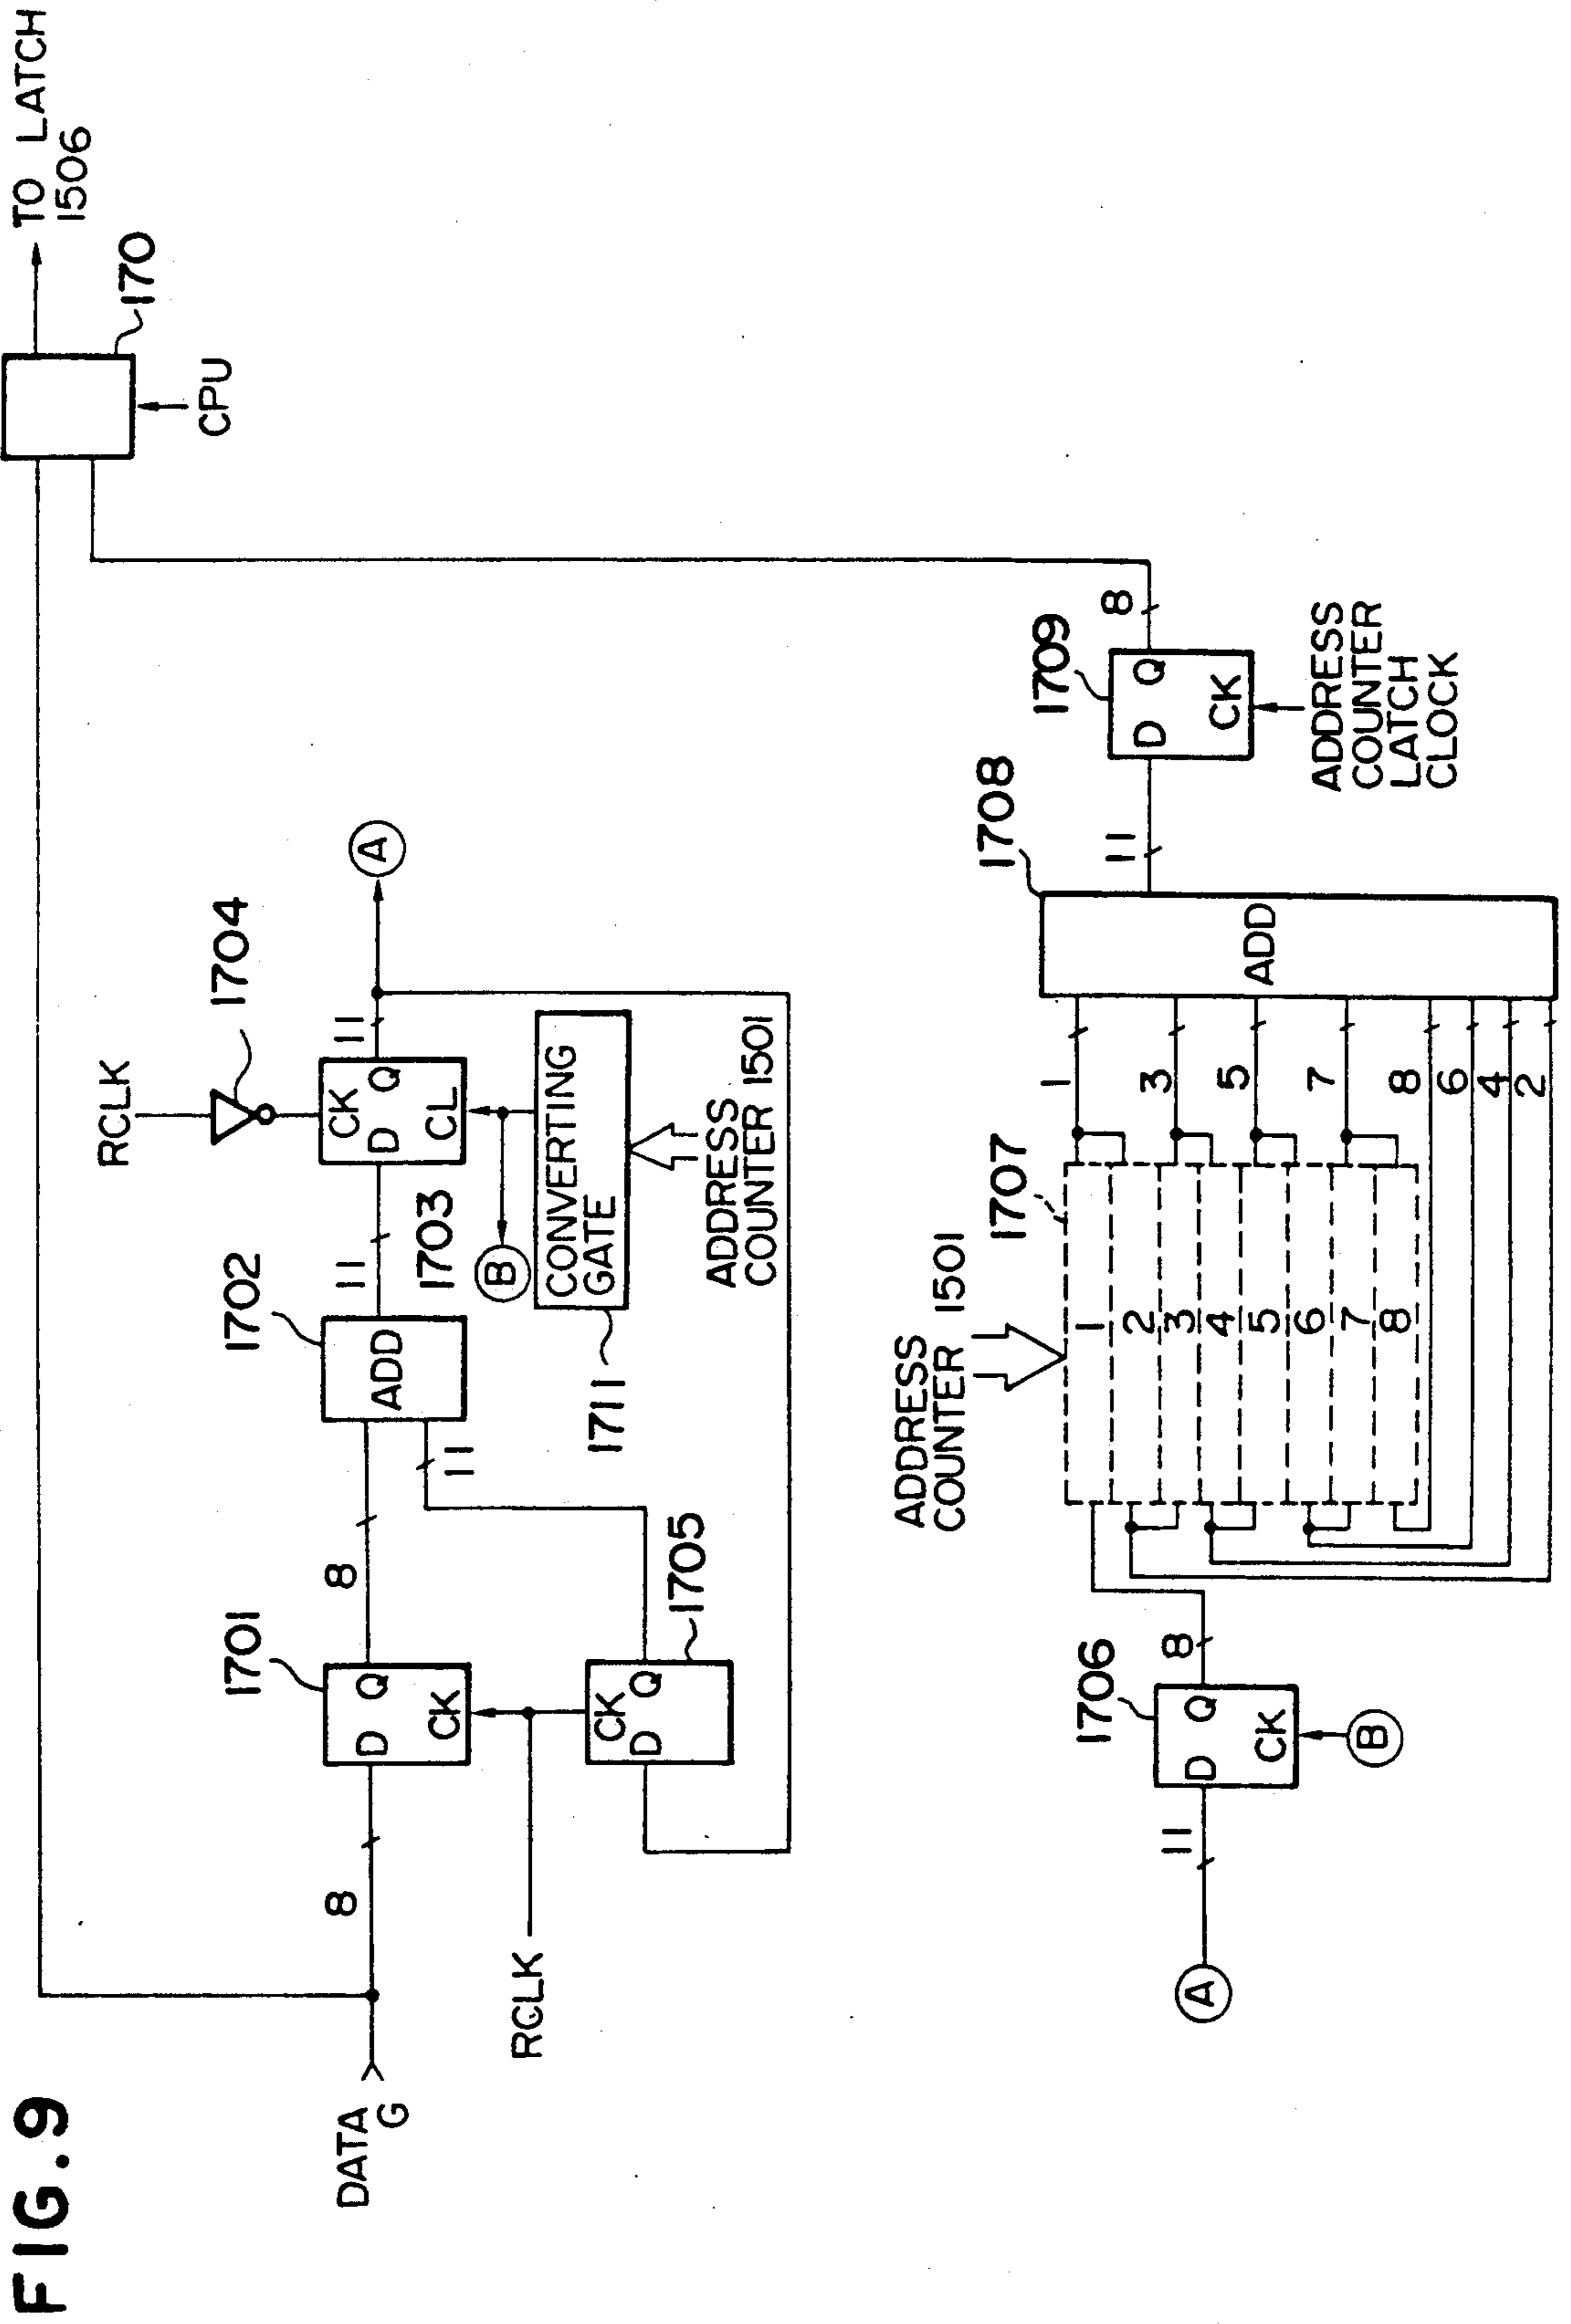 FIG.9
TO LATCH
1506
170
CPU
DATA
G
8
1701
D Q
CK
8
RCLK
1705
CK
D Q
11
1702
ADD
11
1703
RCLK
1704
CK
D Q
CL
11
A
B
CONVERTING
GATE
1711
ADDRESS
COUNTER 1501
A
11
1706
D Q
CK
B
8
ADDRESS
COUNTER 1501
1707
1
2
3
4
5
6
7
8
1
3
5
7
8
6
4
2
1708
ADD
11
1709
D Q
CK
8
ADDRESS
COUNTER
LATCH
CLOCK